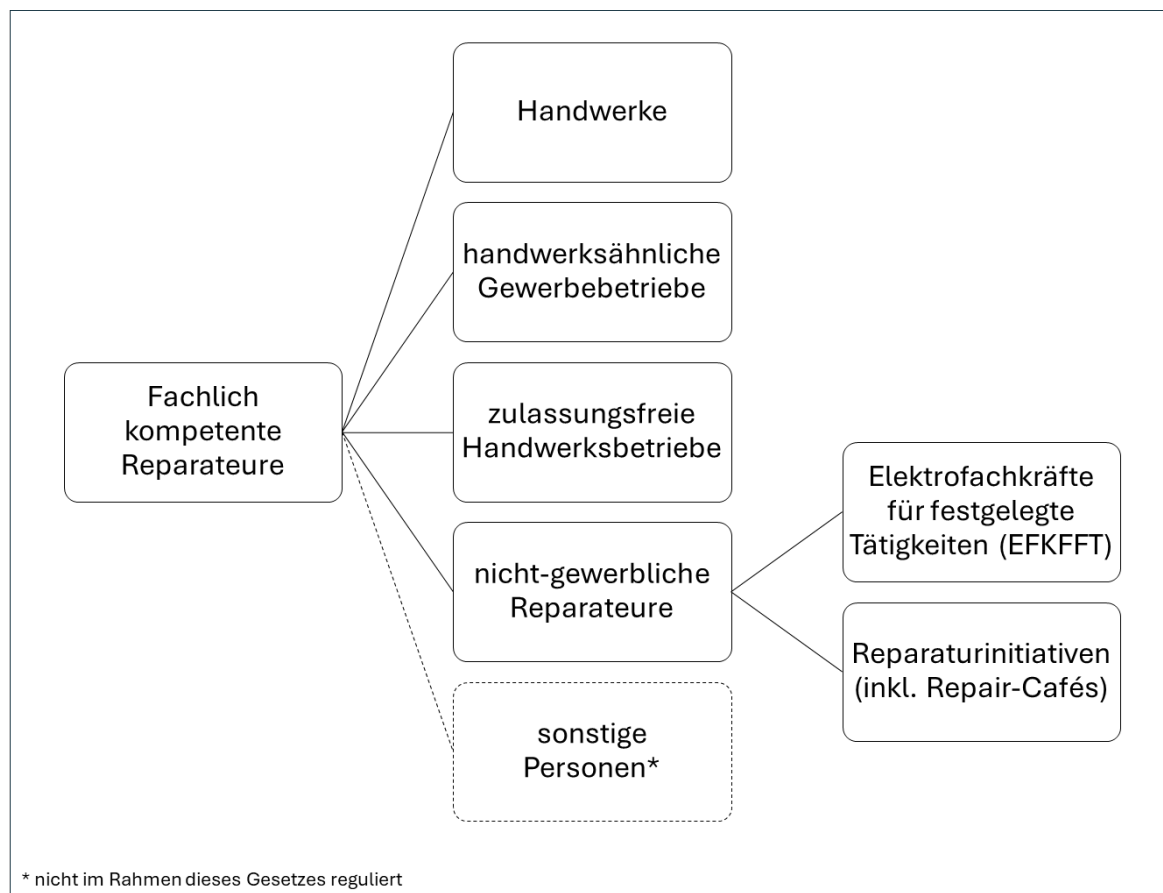 Handwerke
handwerksähnliche
Gewerbebetriebe
Fachlich
kompetente
Reparateure
zulassungsfreie
Handwerksbetriebe
nicht-gewerbliche
Reparateure
Elektrofachkräfte
für festgelegte
Tätigkeiten (EFKFFT)
Reparaturinitiativen
(inkl. Repair-Cafés)
sonstige
Personen*
* nicht im Rahmen dieses Gesetzes reguliert